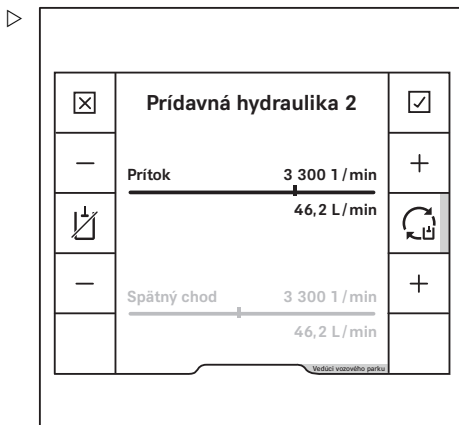 Prídavná hydraulika 2
Prítok 3 300 1/min
46,2 L/min
Spätný chod 3 300 1/min
46,2 L/min
Vedúci vozového parku